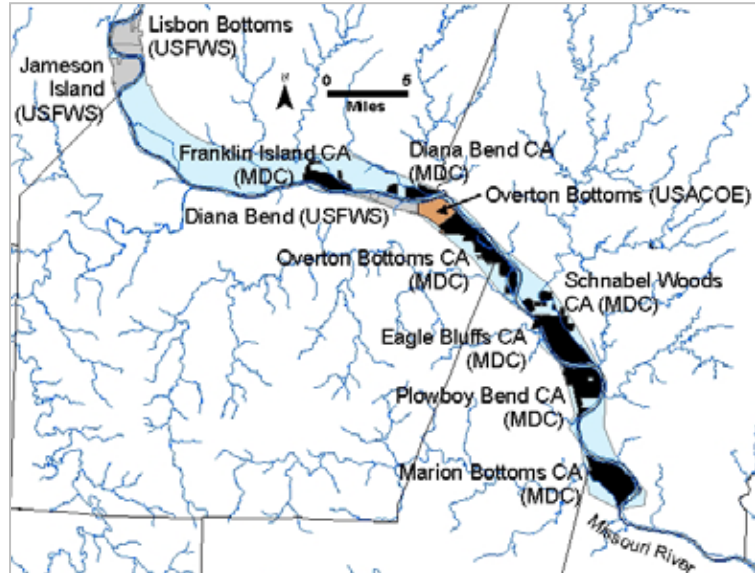 Lisbon Bottoms
(USFWS)
Jameson
Island
(USFWS)
N
0 5
Miles
Franklin Island CA
(MDC)
Diana Bend CA
(MDC)
Overton Bottoms (USACOE)
Diana Bend (USFWS)
Overton Bottoms CA
(MDC)
Schnabel Woods
CA (MDC)
Eagle Bluffs CA
(MDC)
Plowboy Bend CA
(MDC)
Marion Bottoms CA
(MDC)
Missouri River